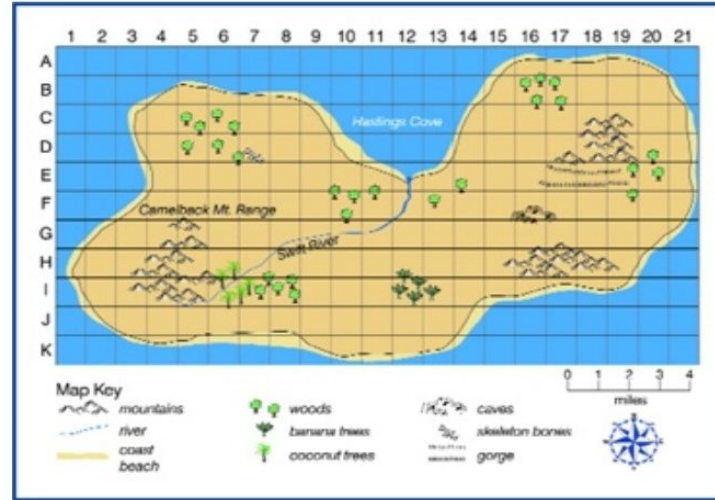 1 2 3 4 5 6 7 8 9 10 11 12 13 14 15 16 17 18 19 20 21
A
B
C
Hastings Cove
D
E
F
Camelback Mt. Range
G
Swift River
H
I
J
K
Map Key
0 1 2 3 4
miles
mountains woods caves
river banana trees skeleton bones
coast beach coconut trees gorge